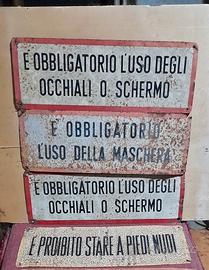 E OBBLIGATORIO L'USO DEGLI
OCCHIALI O SCHERMO
E OBBLIGATORIO
L'USO DELLA MASCHERA
E OBBLIGATORIO L'USO DEGLI
OCCHIALI O SCHERMO
E PROIBITO STARE A PIEDI NUDI